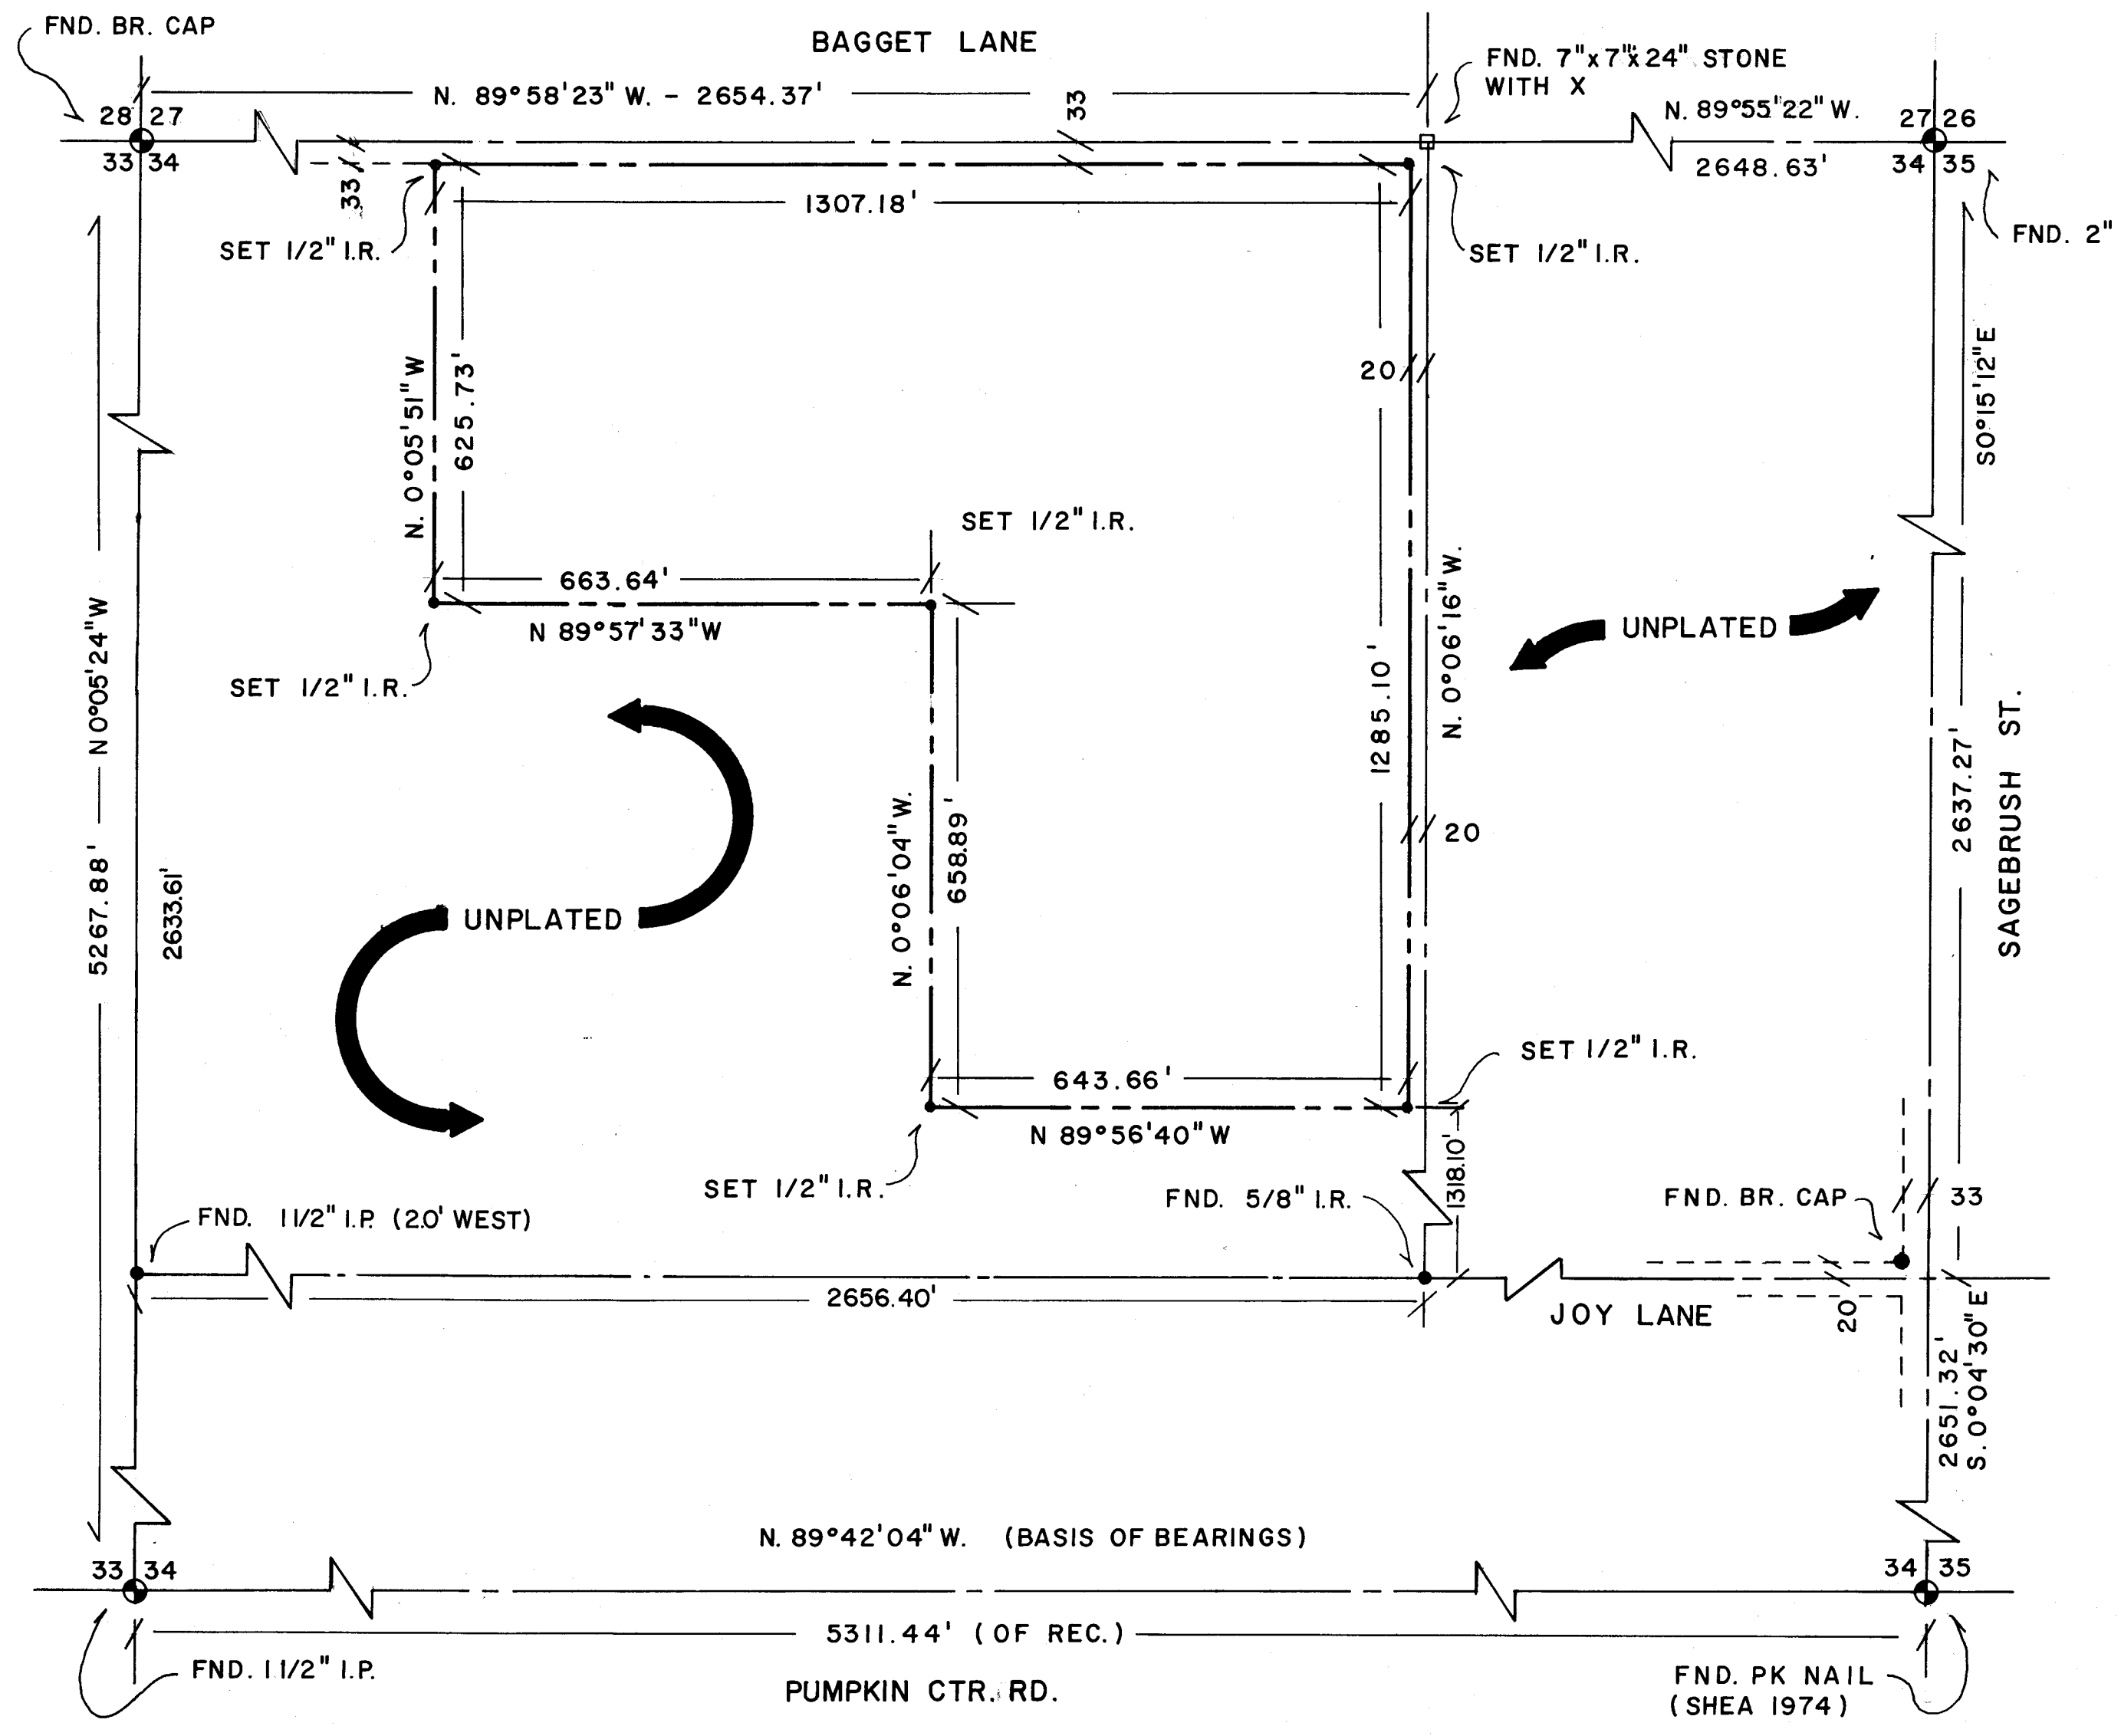 FND. BR. CAP
BAGGET LANE
FND. 7"x7"x24" STONE
WITH X
N. 89°58'23" W. - 2654.37'
33
N. 89°55'22" W.
28 27
33 34
27 26
34 35
2648.63'
33
1307.18'
SET 1/2" I.R.
SET 1/2" I.R.
FND. 2"
N. 0°05'51" W
625.73'
20
S0°15'12"E
SET 1/2" I.R.
663.64'
N 89°57'33" W
SET 1/2" I.R.
N. 0°06'16" W.
1285.10'
UNPLATED
N0°05'24"W
5267.88'
2633.61'
N. 0°06'04" W.
658.89'
20
2637.27'
SAGEBRUSH ST.
UNPLATED
SET 1/2" I.R.
643.66'
N 89°56'40" W
SET 1/2" I.R.
1318.10'
FND. 5/8" I.R.
FND. BR. CAP
33
FND. 1 1/2" I.P. (2.0' WEST)
2656.40'
JOY LANE
20
2651.32'
S. 0°04'30" E
N. 89°42'04" W. (BASIS OF BEARINGS)
33 34
34 35
5311.44' (OF REC.)
FND. 1 1/2" I.P.
PUMPKIN CTR. RD.
FND. PK NAIL
(SHEA 1974)